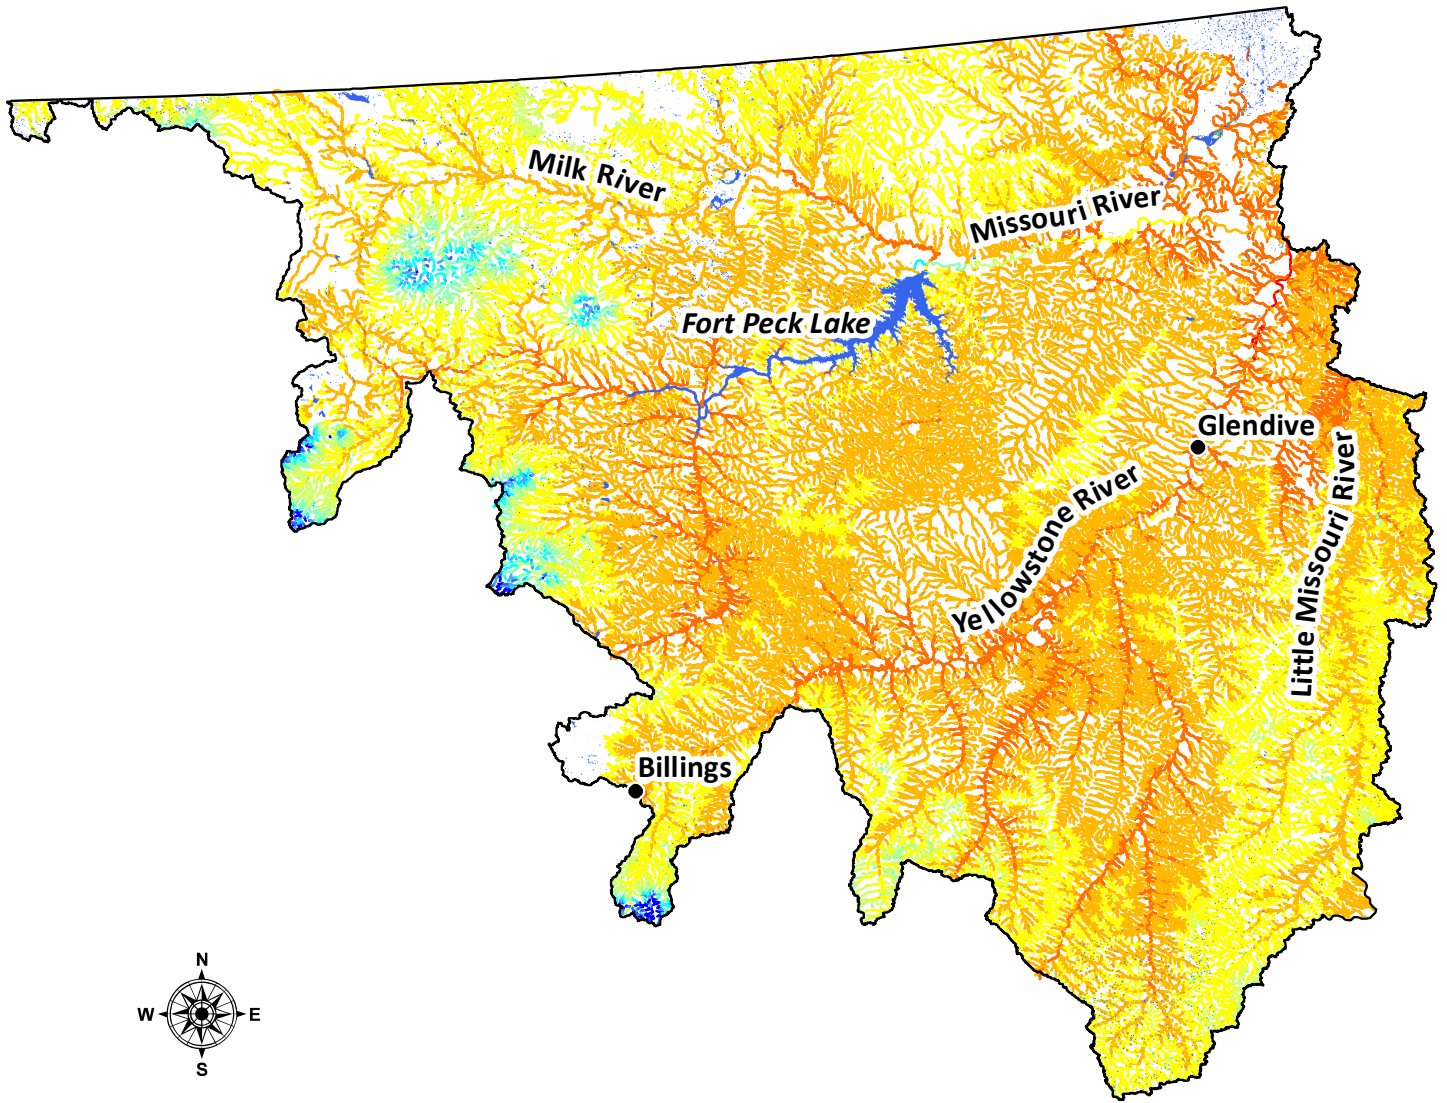 Milk River
Missouri River
Fort Peck Lake
Glendive
Yellowstone River
Little Missouri River
Billings
N
W
E
S